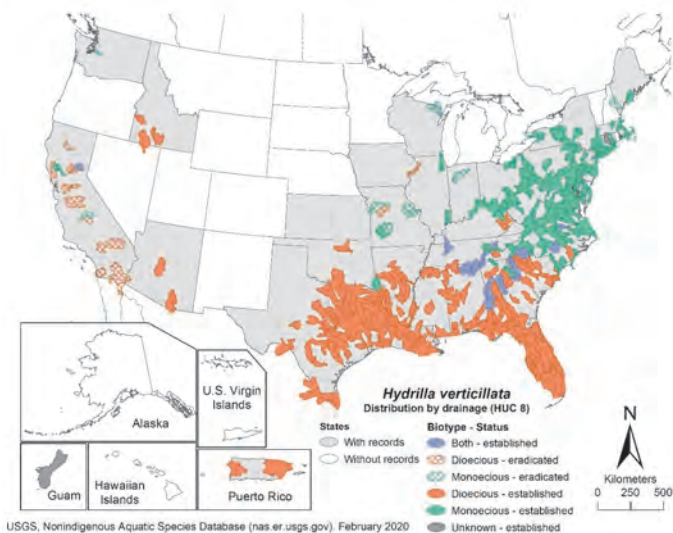 Alaska
U.S. Virgin
Islands
Guam
Hawaiian
Islands
Puerto Rico
Hydrilla verticillata
Distribution by drainage (HUC 8)
States
With records
Without records
Biotype - Status
Both - established
Dioecious - eradicated
Monoecious - eradicated
Dioecious - established
Monoecious - established
Unknown - established
N
Kilometers
0 250 500
USGS, Nonindigenous Aquatic Species Database (nas.er.usgs.gov). February 2020